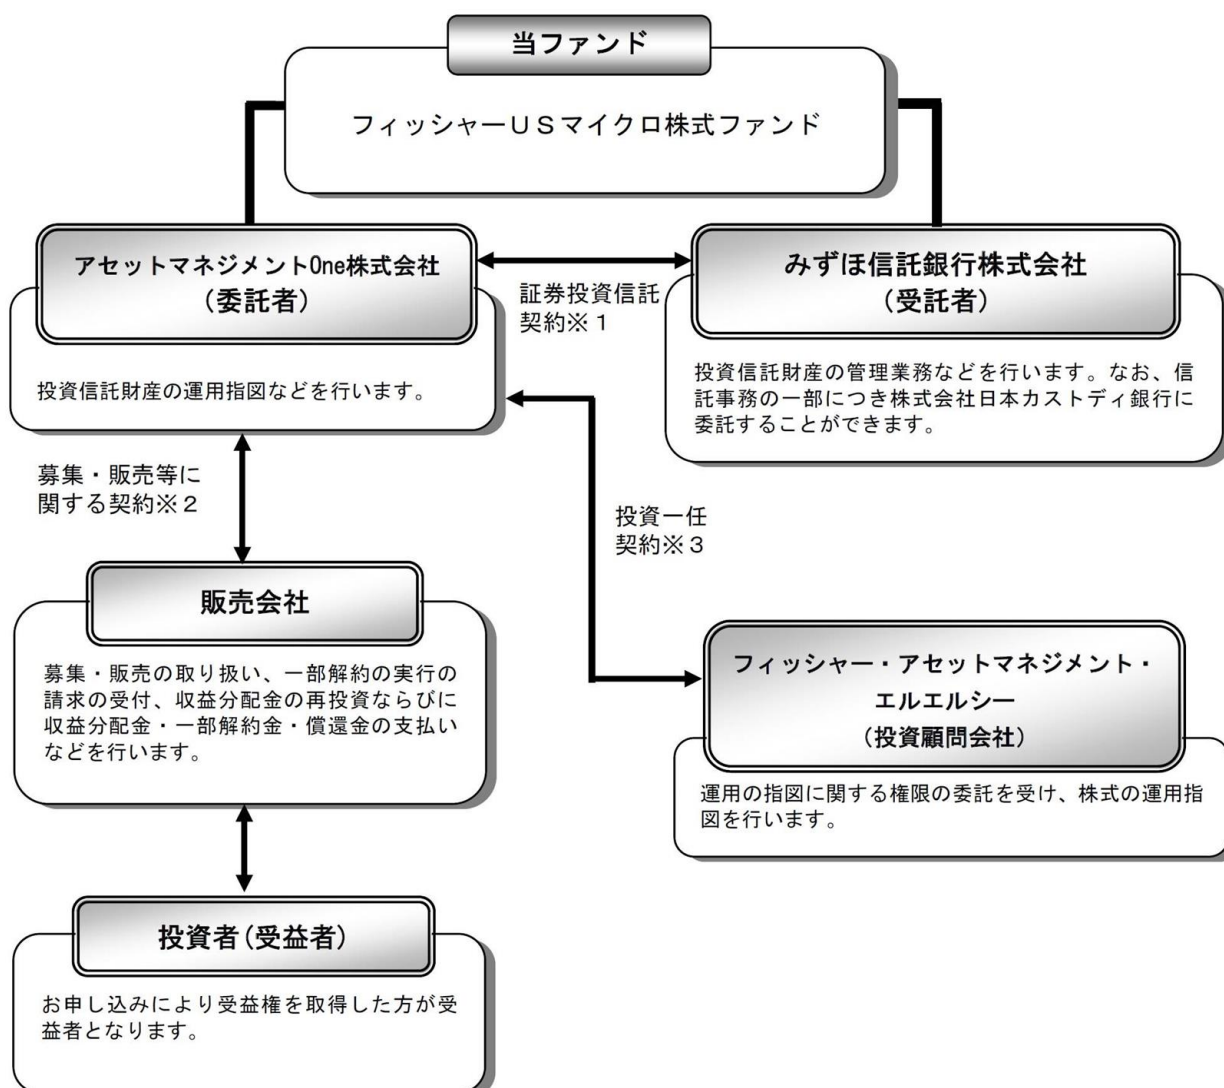 当ファンド
フィッシャーＵＳマイクロ株式ファンド
アセットマネジメントOne株式会社
（委託者）
投資信託財産の運用指図などを行います。
証券投資信託
契約※１
みずほ信託銀行株式会社
（受託者）
投資信託財産の管理業務などを行います。なお、信
託事務の一部につき株式会社日本カストディ銀行に
委託することができます。
募集・販売等に
関する契約※２
投資一任
契約※３
販売会社
募集・販売の取り扱い、一部解約の実行の
請求の受付、収益分配金の再投資ならびに
収益分配金・一部解約金・償還金の支払い
などを行います。
フィッシャー・アセットマネジメント・
エルエルシー
（投資顧問会社）
運用の指図に関する権限の委託を受け、株式の運用指
図を行います。
投資者(受益者)
お申し込みにより受益権を取得した方が受
益者となります。